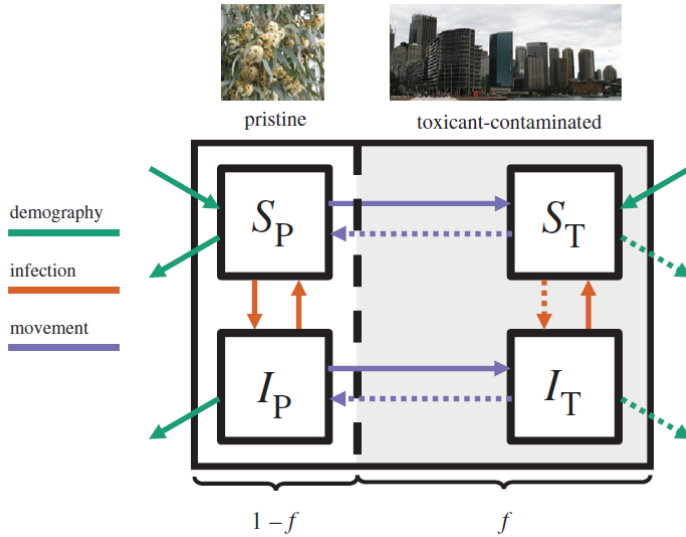 pristine
toxicant-contaminated
demography
infection
movement
S_P
S_T
I_P
I_T
1 – f
f